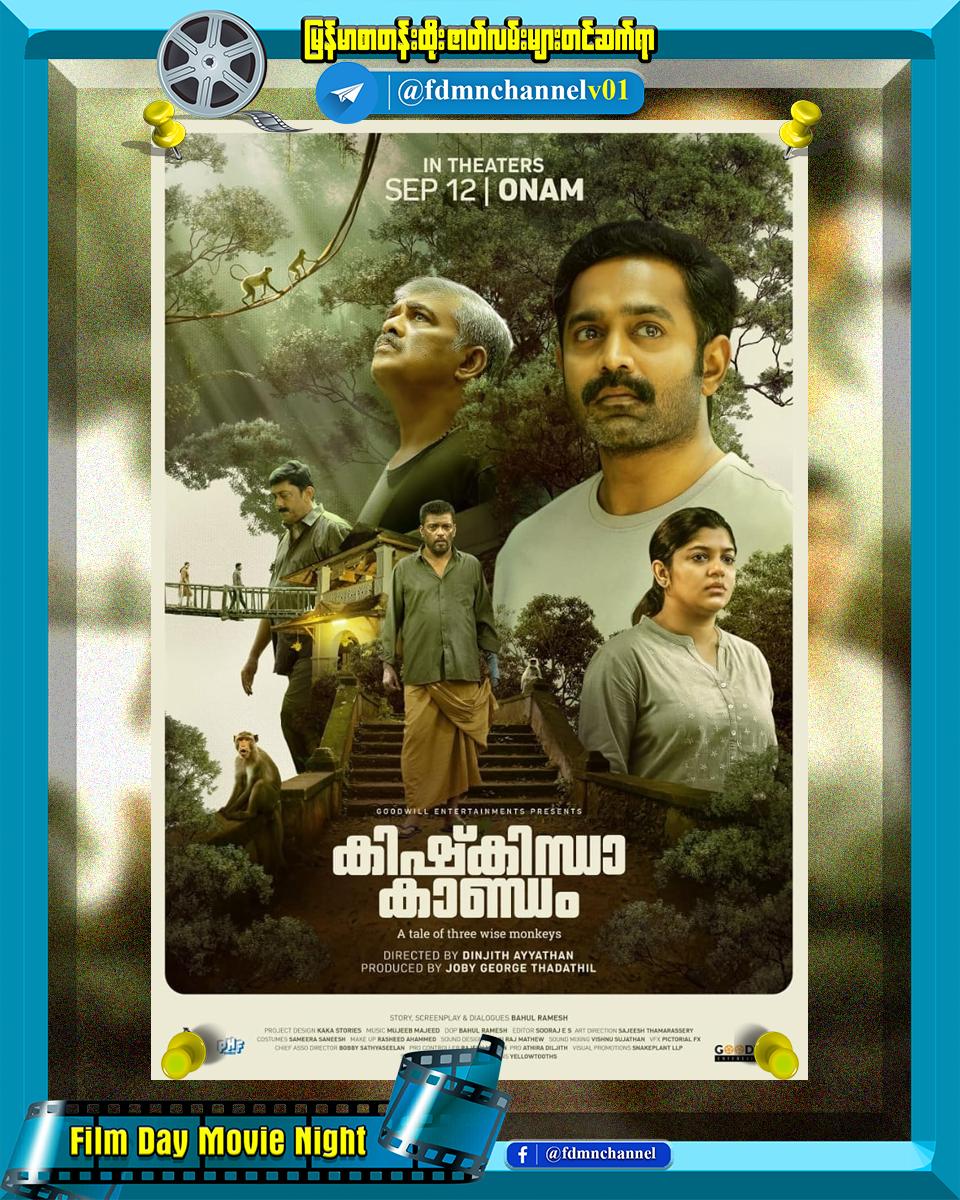 မြန်မာစာတန်းထိုးဇာတ်လမ်းများတင်ဆက်ရာ
@fdmnchannelv01
IN THEATERS
SEP 12 | ONAM
GOODWILL ENTERTAINMENTS PRESENTS
കിഷ്കിന്ധാ
കാണ്ഡം
A tale of three wise monkeys
DIRECTED BY DINJITH AYYATHAN
PRODUCED BY JOBY GEORGE THADATHIL
STORY, SCREENPLAY & DIALOGUES BAHUL RAMESH
PROJECT DESIGN KAKA STORIES MUSIC MUJEEB MAJEED DOP BAHUL RAMESH EDITOR SOORAJ E S ART DIRECTION SAJEESH THAMARASSERY
COSTUMES SAMEERA SANEESH MAKE UP RASHEED AHAMMED SOUND RAJ MATHEW SOUND MIXING VISHNU SUJATHAN VFX PICTORIAL FX
CHIEF ASSO DIRECTOR BOBBY SATHYASEELAN PRO ATHIRA DILJITH VISUAL PROMOTIONS SNAKEPLANT LLP
YELLOWTOOTHS
Film Day Movie Night
@fdmnchannel